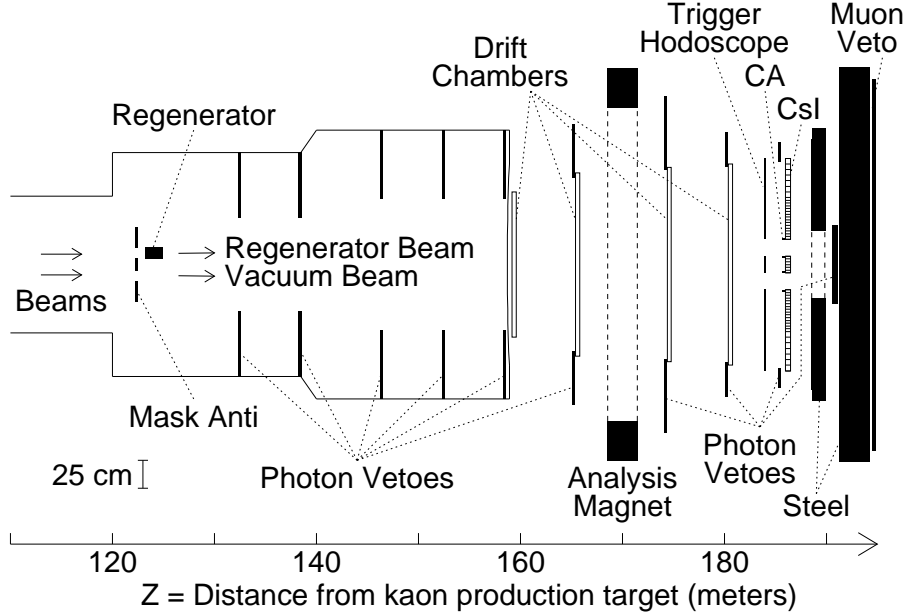 Trigger
Hodoscope
Muon
Veto
Drift
Chambers
CA
CsI
Regenerator
Regenerator Beam
Vacuum Beam
Beams
Mask Anti
25 cm
Photon Vetoes
Analysis
Magnet
Photon
Vetoes
Steel
120
140
160
180
Z = Distance from kaon production target (meters)